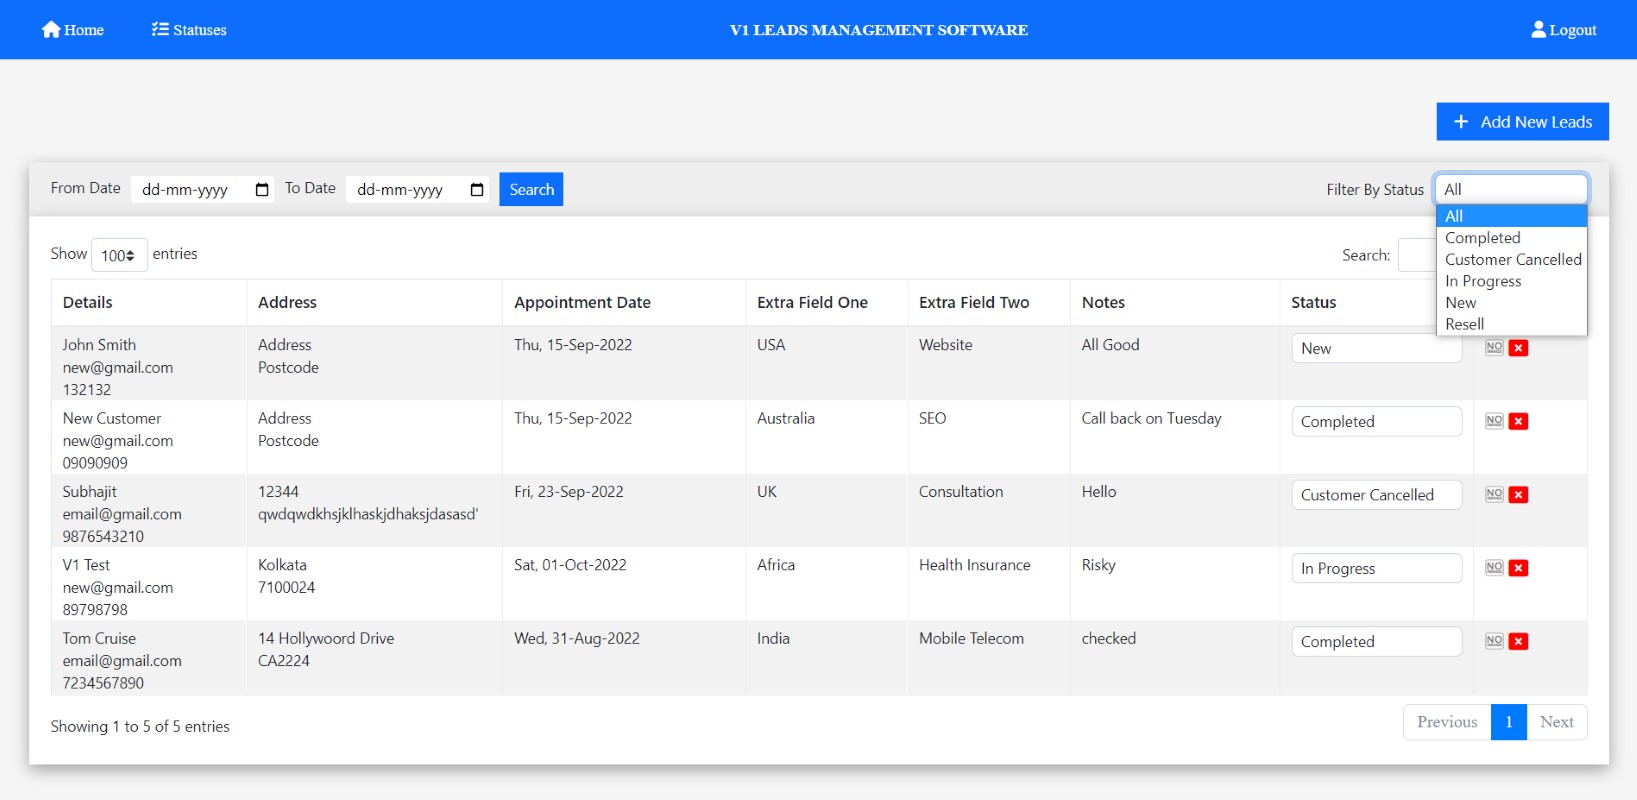 Home
Statuses
V1 LEADS MANAGEMENT SOFTWARE
Logout
+ Add New Leads
From Date dd-mm-yyyy To Date dd-mm-yyyy Search
Filter By Status All
All
Completed
Customer Cancelled
In Progress
New
Resell
Show 100 entries
Search:
Details Address Appointment Date Extra Field One Extra Field Two Notes Status
John Smith Address Thu, 15-Sep-2022 USA Website All Good New NO
new@gmail.com Postcode
132132
New Customer Address Thu, 15-Sep-2022 Australia SEO Call back on Tuesday Completed NO
new@gmail.com Postcode
09090909
Subhajit 12344 Fri, 23-Sep-2022 UK Consultation Hello Customer Cancelled NO
email@gmail.com qwdqwdkhsjklhaskjdhaksjdasasd'
9876543210
V1 Test Kolkata Sat, 01-Oct-2022 Africa Health Insurance Risky In Progress NO
new@gmail.com 7100024
89798798
Tom Cruise 14 Hollywoord Drive Wed, 31-Aug-2022 India Mobile Telecom checked Completed NO
email@gmail.com CA2224
7234567890
Showing 1 to 5 of 5 entries
Previous 1 Next